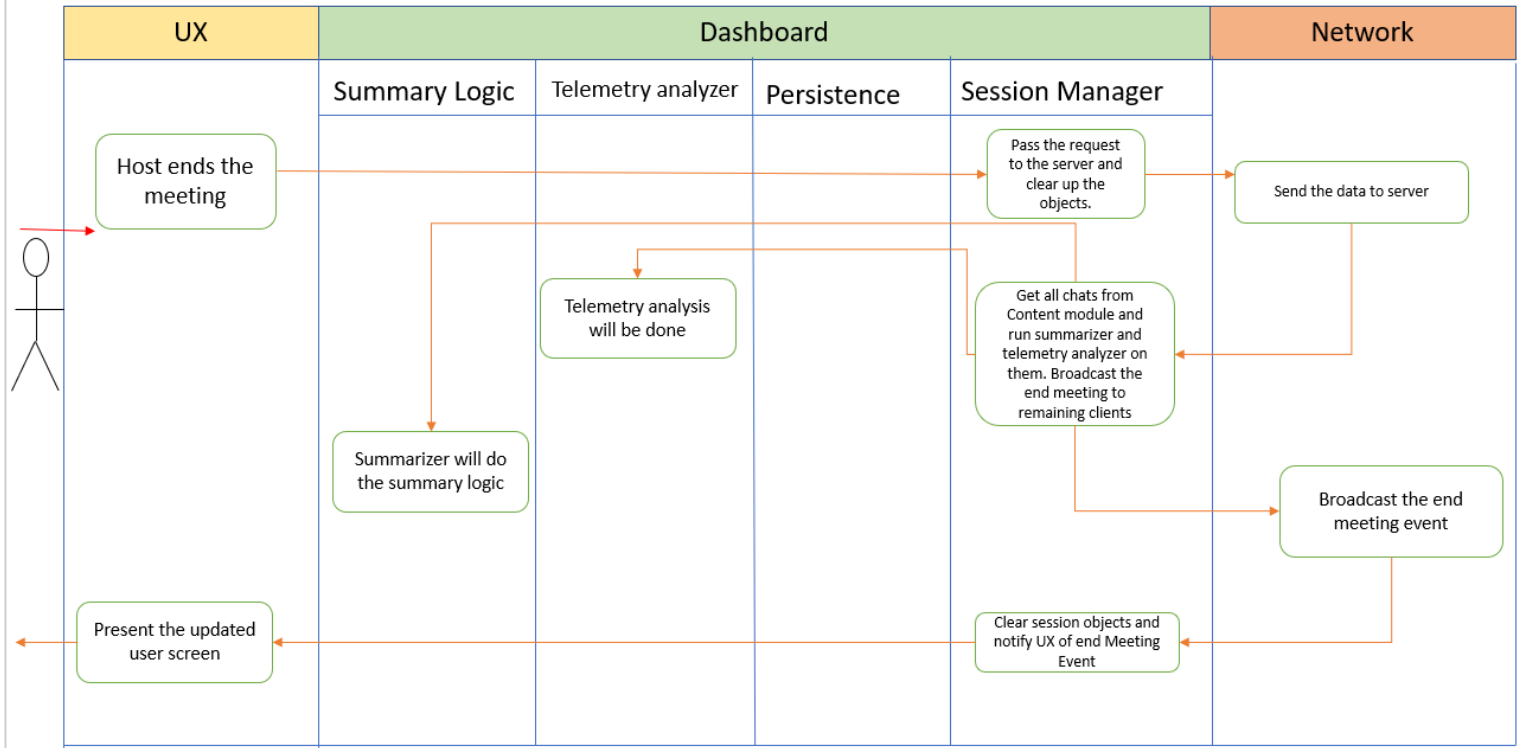 UX
Dashboard
Network
Summary Logic
Telemetry analyzer
Persistence
Session Manager
Host ends the
meeting
Pass the request
to the server and
clear up the
objects.
Send the data to server
Telemetry analysis
will be done
Get all chats from
Content module and
run summarizer and
telemetry analyzer on
them. Broadcast the
end meeting to
remaining clients
Summarizer will do
the summary logic
Broadcast the end
meeting event
Present the updated
user screen
Clear session objects and
notify UX of end Meeting
Event